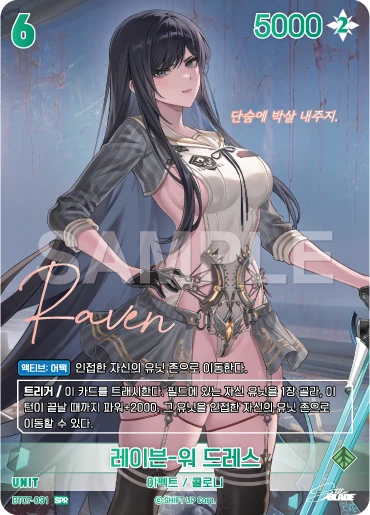 6
5000 2
단숨에 박살 내주지.
SAMPLE
Raven
액티브: 어택 인접한 자신의 유닛 존으로 이동한다.
트리거 / 이 카드를 트래시한다. 필드에 있는 자신 유닛을 1장 골라, 이
턴이 끝날 때까지 파워+2000, 그 유닛을 인접한 자신의 유닛 존으로
이동할 수 있다.
레이븐-워 드레스
UNIT
이펙트 / 콜로니
BT07-031 SPR
© SHIFT UP Corp.
BLADE